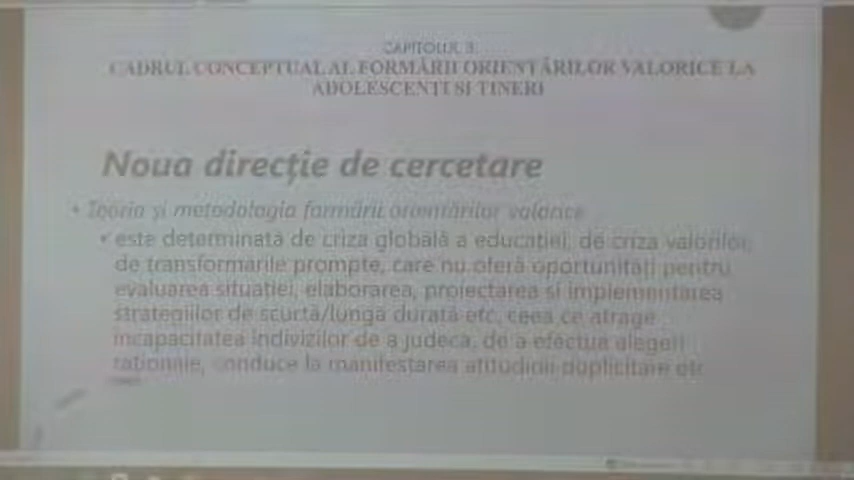 CAPITOLUL 3.
CADRUL CONCEPTUAL AL FORMĂRII ORIENTĂRILOR VALORICE LA
ADOLESCENȚI ȘI TINERI
Noua direcție de cercetare
• Teoria și metodologia formării orientărilor valorice
• este determinată de criza globală a educației, de criza valorilor,
de transformările prompte, care nu oferă oportunități pentru
evaluarea situației, elaborarea, proiectarea și implementarea
strategiilor de scurtă/lungă durată etc, ceea ce atrage
incapacitatea indivizilor de a judeca, de a efectua alegeri
raționale, conduce la manifestarea atitudinii duplicitare etc